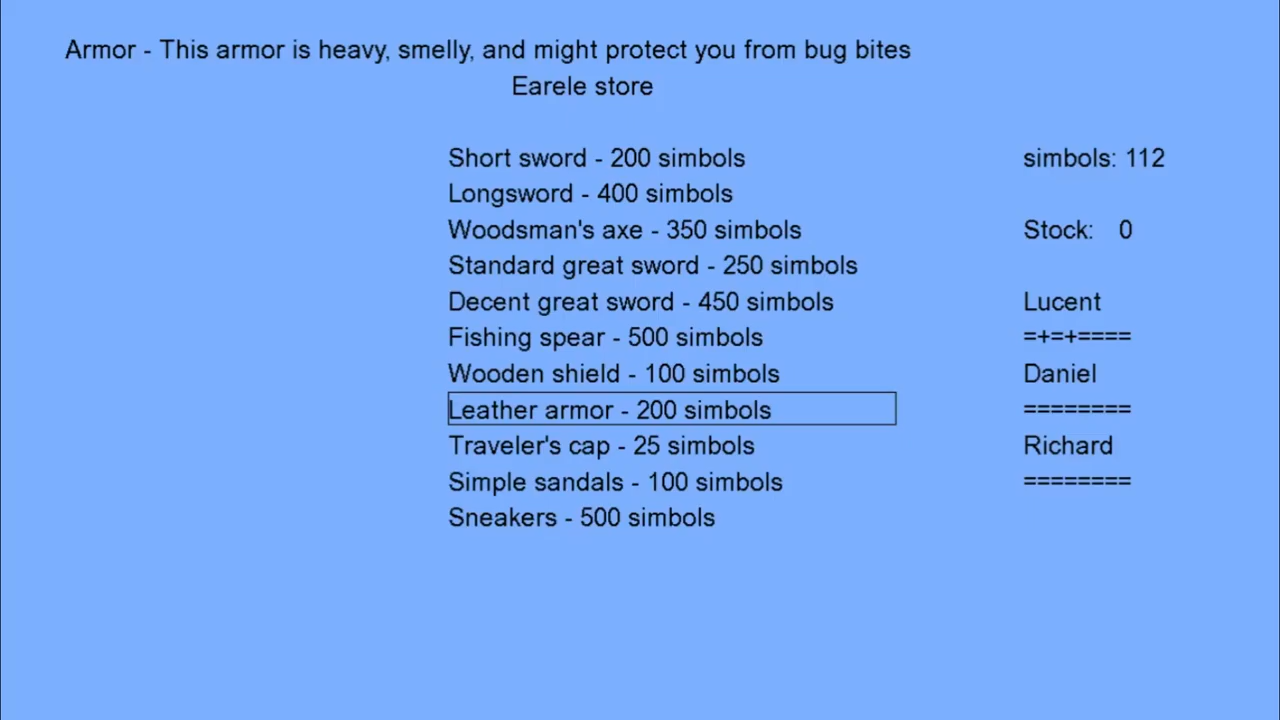 Armor - This armor is heavy, smelly, and might protect you from bug bites
Earele store
Short sword - 200 simbols
simbols: 112
Longsword - 400 simbols
Woodsman's axe - 350 simbols
Stock: 0
Standard great sword - 250 simbols
Decent great sword - 450 simbols
Lucent
Fishing spear - 500 simbols
=+=+====
Wooden shield - 100 simbols
Daniel
Leather armor - 200 simbols
========
Traveler's cap - 25 simbols
Richard
Simple sandals - 100 simbols
========
Sneakers - 500 simbols